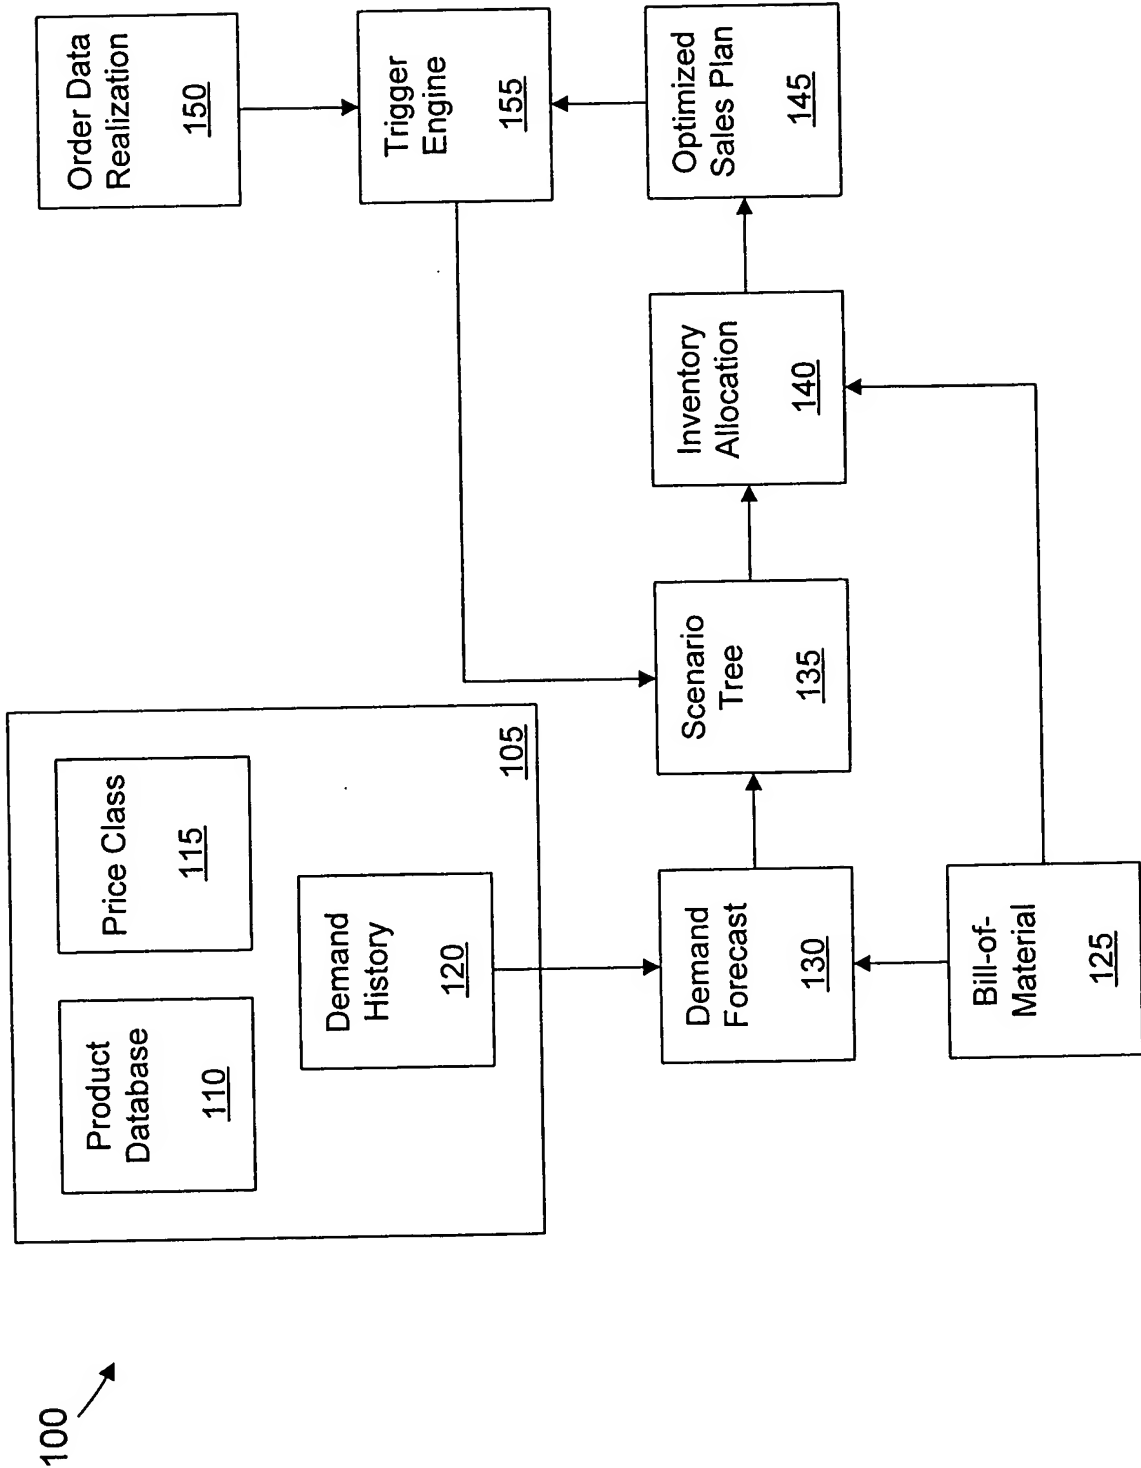 100
Product
Database
110
Price Class
115
Demand
History
120
105
Demand
Forecast
130
Bill-of-
Material
125
Scenario
Tree
135
Inventory
Allocation
140
Optimized
Sales Plan
145
Trigger
Engine
155
Order Data
Realization
150